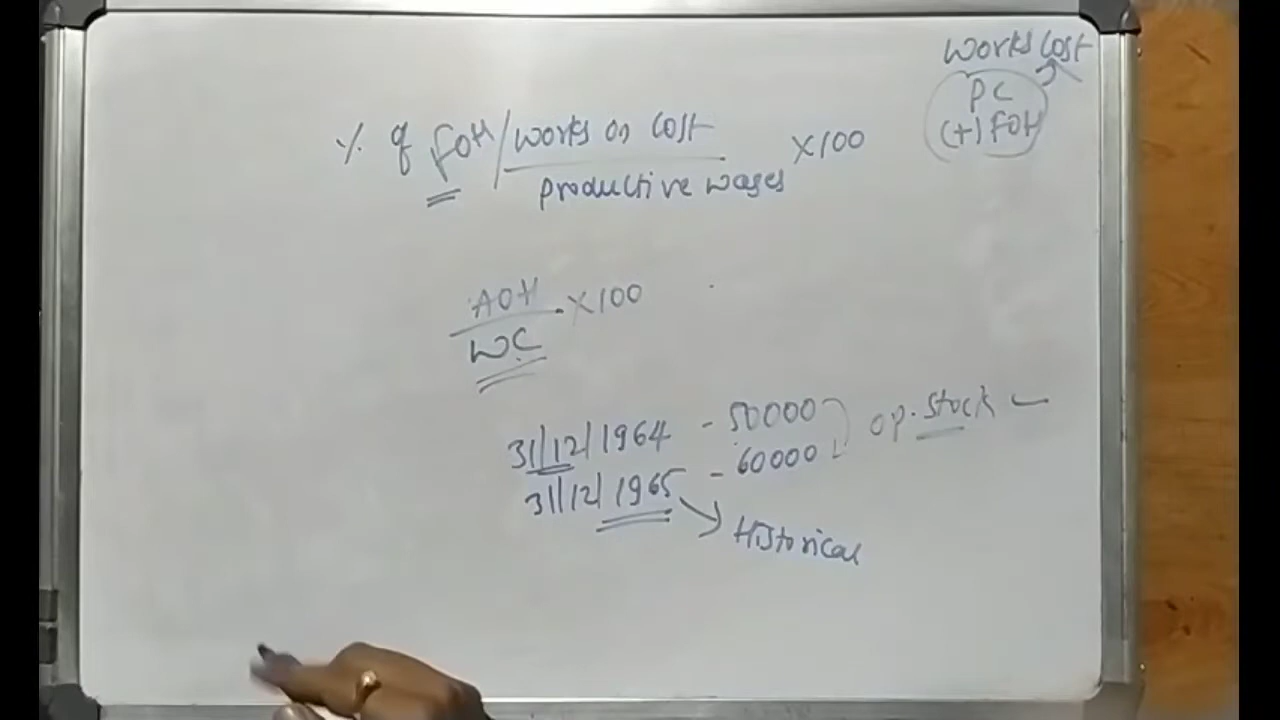 Works Cost
PC
(+) FOH
% of FOH / Works on Cost
Productive wages × 100
AOH
WC × 100
31/12/1964 - 50000
31/12/1965 - 60000
op. Stock
Historical